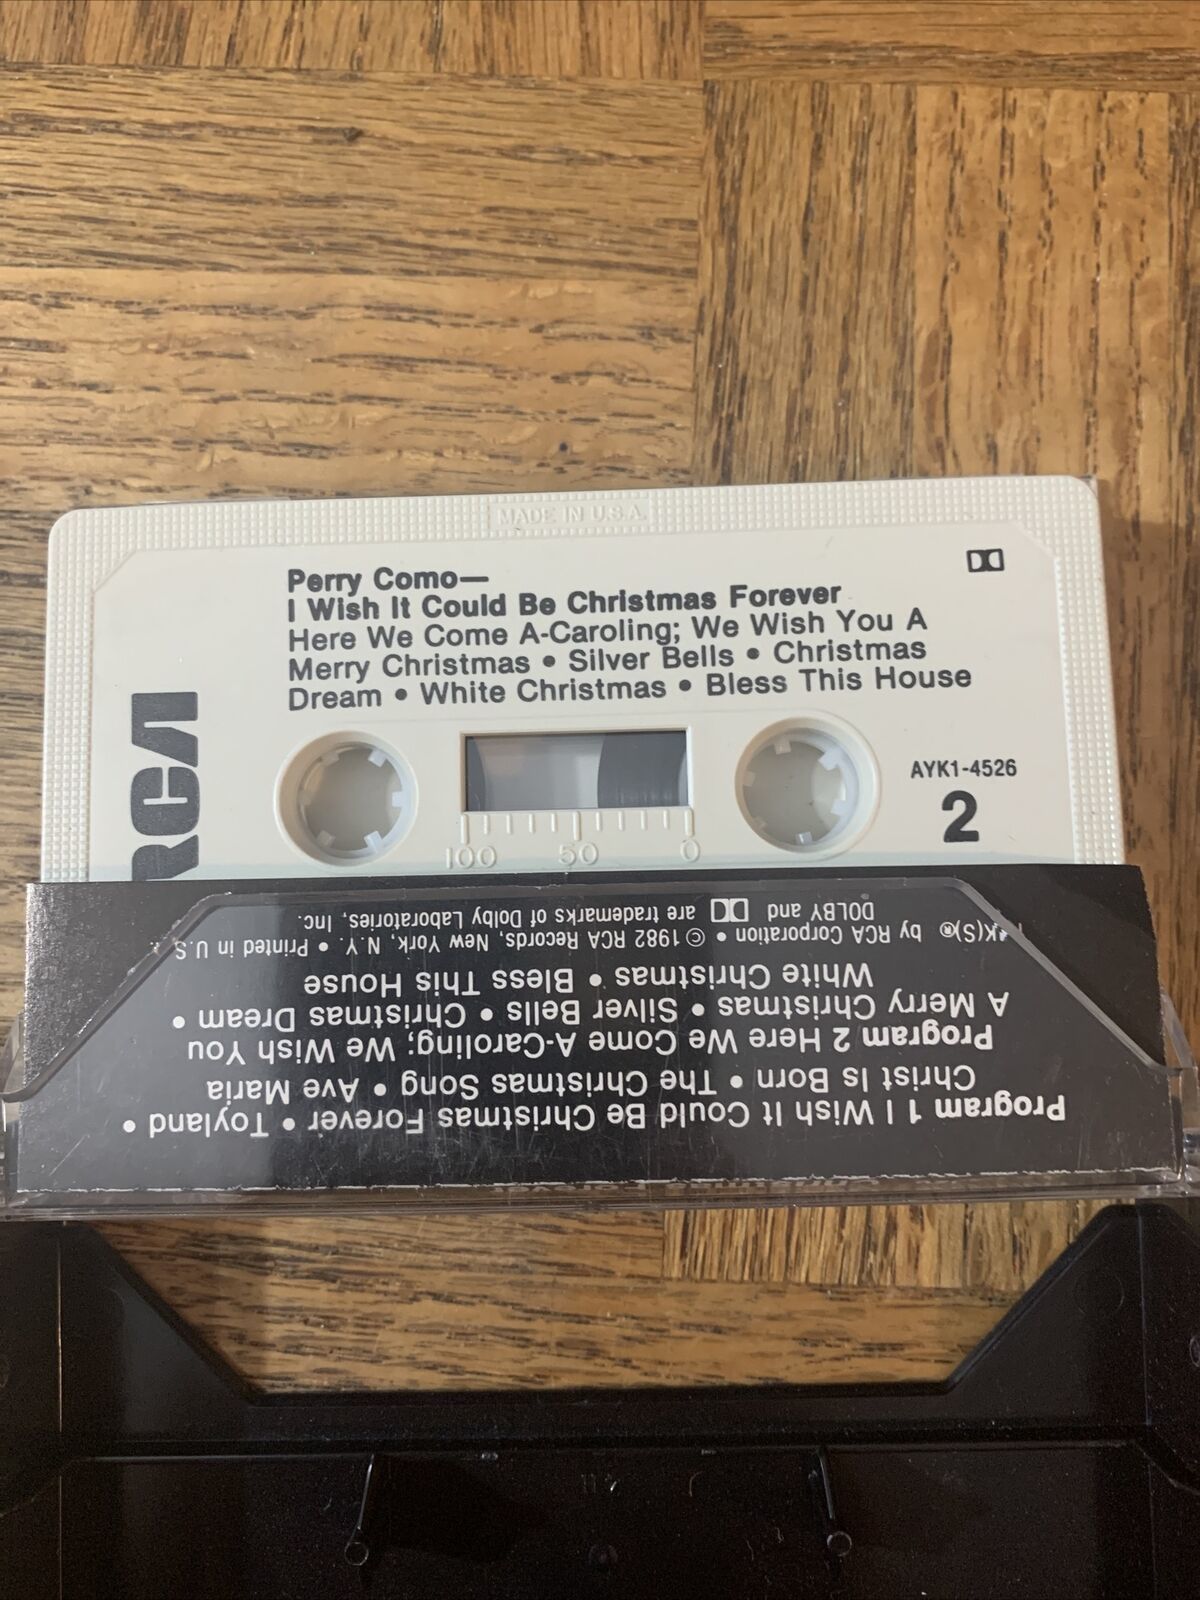 MADE IN U.S.A.
Perry Como—
I Wish It Could Be Christmas Forever
Here We Come A-Caroling; We Wish You A
Merry Christmas • Silver Bells • Christmas
Dream • White Christmas • Bless This House
RCA
AYK1-4526
2
100 50 0
Program 1 I Wish It Could Be Christmas Forever • Toyland •
Christ Is Born • The Christmas Song • Ave Maria
Program 2 Here We Come A-Caroling; We Wish You
A Merry Christmas • Silver Bells • Christmas Dream •
White Christmas • Bless This House
TK(s)® by RCA Corporation • © 1982 RCA Records, New York, N.Y. • Printed in U.S.
DOLBY and are trademarks of Dolby Laboratories, Inc.